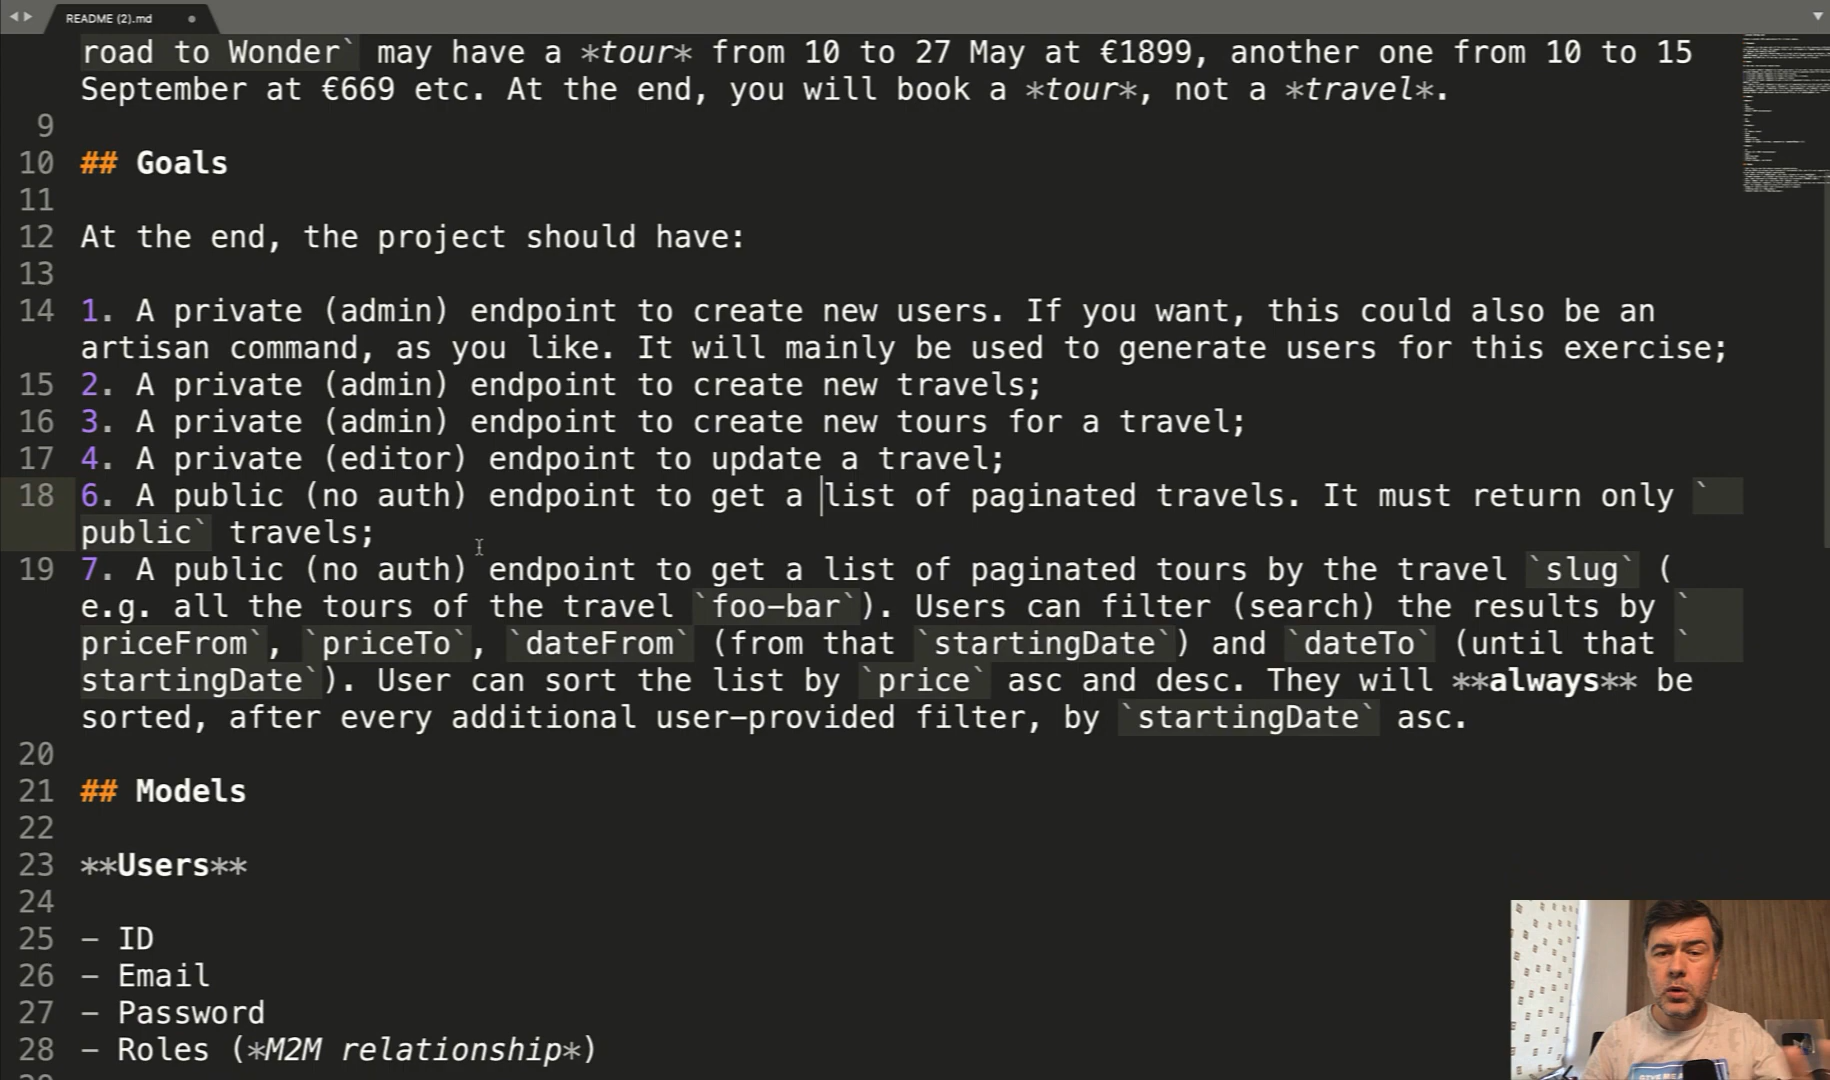 README (2).md
road to Wonder` may have a *tour* from 10 to 27 May at €1899, another one from 10 to 15
September at €669 etc. At the end, you will book a *tour*, not a *travel*.
9
10 ## Goals
11
12 At the end, the project should have:
13
14 1. A private (admin) endpoint to create new users. If you want, this could also be an
artisan command, as you like. It will mainly be used to generate users for this exercise;
15 2. A private (admin) endpoint to create new travels;
16 3. A private (admin) endpoint to create new tours for a travel;
17 4. A private (editor) endpoint to update a travel;
18 6. A public (no auth) endpoint to get a list of paginated travels. It must return only `
public` travels;
19 7. A public (no auth) endpoint to get a list of paginated tours by the travel `slug` (
e.g. all the tours of the travel `foo-bar`). Users can filter (search) the results by `
priceFrom`, `priceTo`, `dateFrom` (from that `startingDate`) and `dateTo` (until that `
startingDate`). User can sort the list by `price` asc and desc. They will **always** be
sorted, after every additional user-provided filter, by `startingDate` asc.
20
21 ## Models
22
23 **Users**
24
25 - ID
26 - Email
27 - Password
28 - Roles (*M2M relationship*)